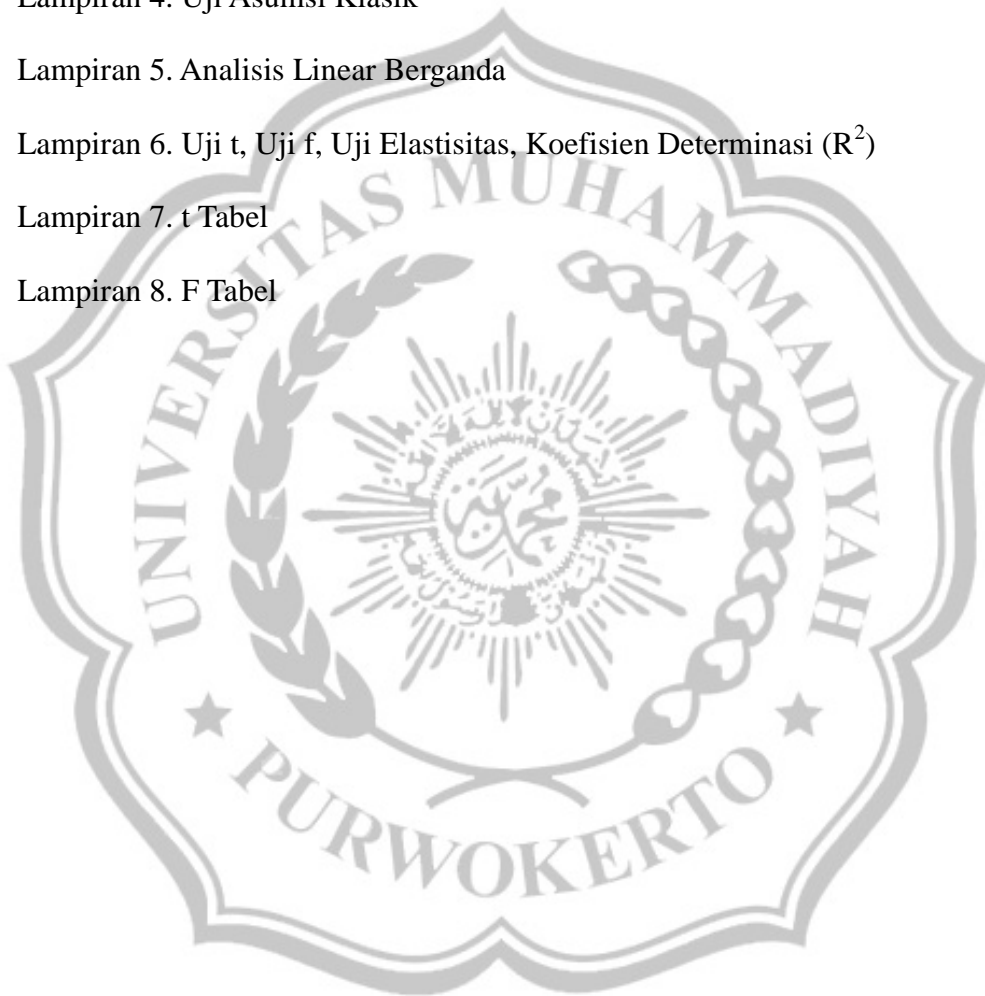 Lampiran 4. Uji Asumsi Klasik
Lampiran 5. Analisis Linear Berganda
Lampiran 6. Uji t, Uji f, Uji Elastisitas, Koefisien Determinasi (R²)
Lampiran 7. t Tabel
Lampiran 8. F Tabel
UNIVERSITAS MUHAMMADIYAH
PURWOKERTO